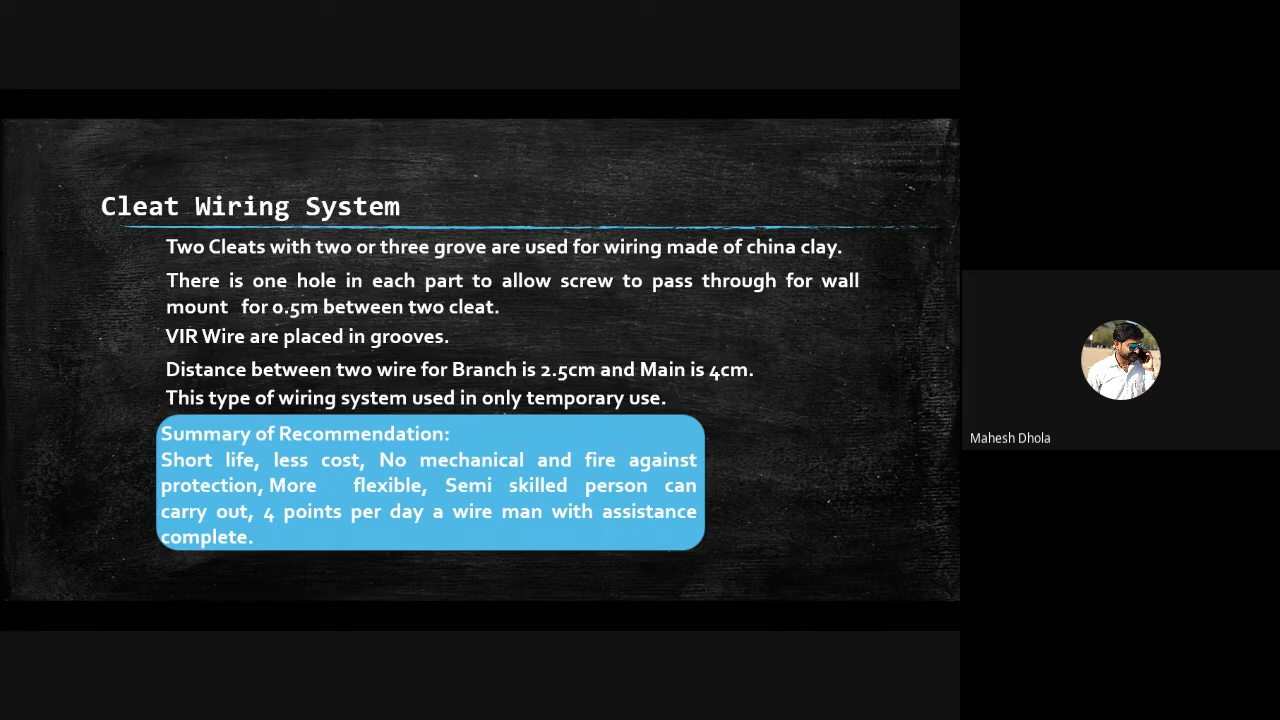 Cleat Wiring System
Two Cleats with two or three grove are used for wiring made of china clay.
There is one hole in each part to allow screw to pass through for wall
mount for 0.5m between two cleat.
VIR Wire are placed in grooves.
Distance between two wire for Branch is 2.5cm and Main is 4cm.
This type of wiring system used in only temporary use.
Summary of Recommendation:
Short life, less cost, No mechanical and fire against
protection, More flexible, Semi skilled person can
carry out, 4 points per day a wire man with assistance
complete.
Mahesh Dhola